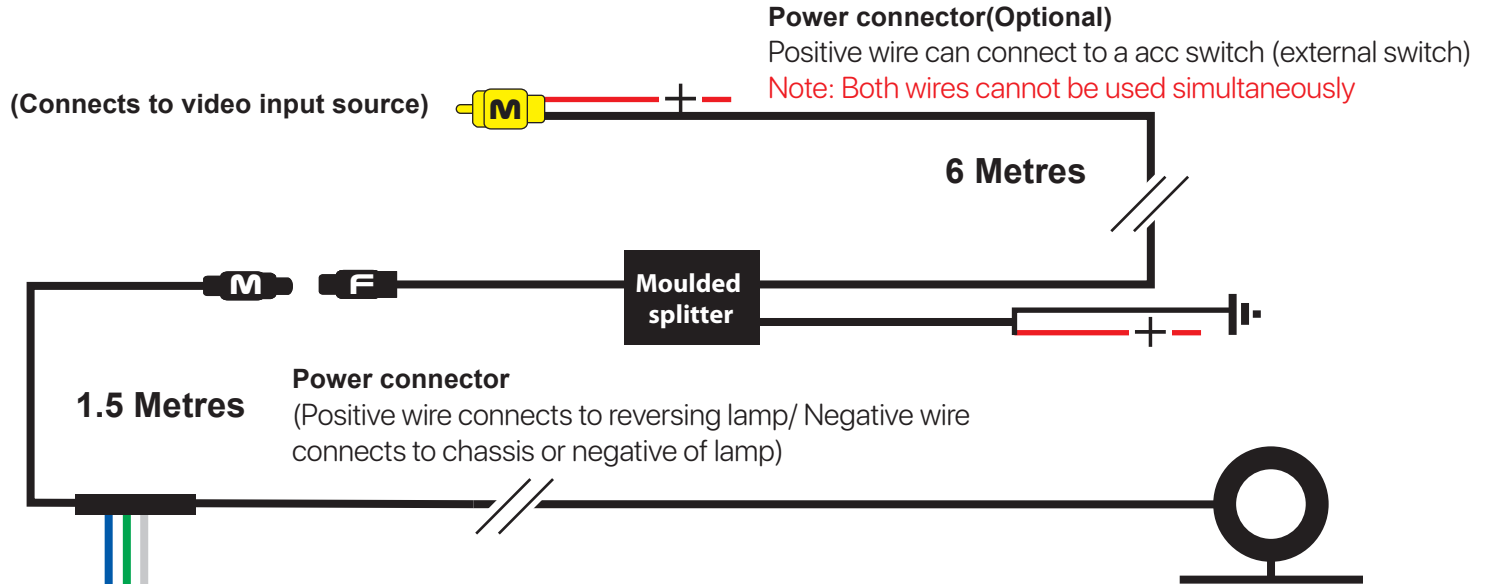 Power connector(Optional)
Positive wire can connect to a acc switch (external switch)
Note: Both wires cannot be used simultaneously
(Connects to video input source)
M
6 Metres
M
F
Moulded
splitter
Power connector
(Positive wire connects to reversing lamp/ Negative wire
connects to chassis or negative of lamp)
1.5 Metres